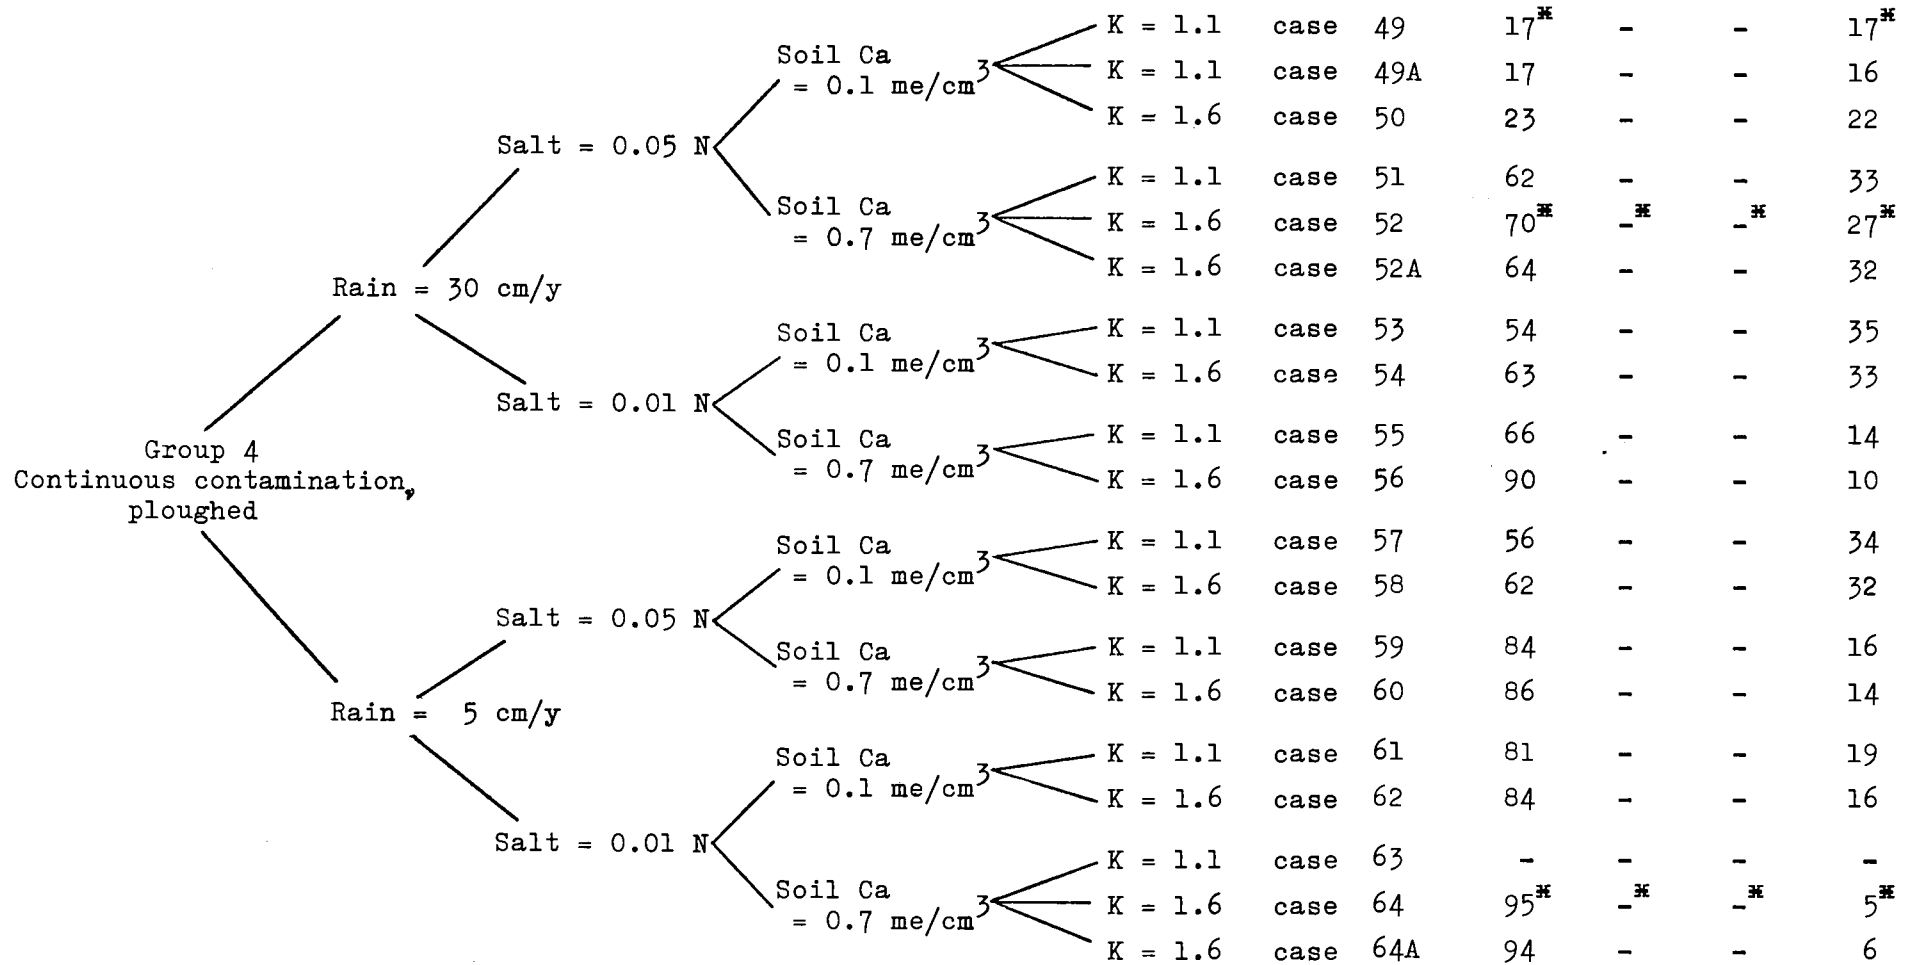 K = 1.1 case 49 17* - - 17*
Soil Ca
= 0.1 me/cm3
K = 1.1 case 49A 17 - - 16
K = 1.6 case 50 23 - - 22
Salt = 0.05 N
K = 1.1 case 51 62 - - 33
Soil Ca
= 0.7 me/cm3
K = 1.6 case 52 70* -* -* 27*
K = 1.6 case 52A 64 - - 32
Rain = 30 cm/y
K = 1.1 case 53 54 - - 35
Soil Ca
= 0.1 me/cm3
K = 1.6 case 54 63 - - 33
Salt = 0.01 N
K = 1.1 case 55 66 - - 14
Soil Ca
= 0.7 me/cm3
K = 1.6 case 56 90 - - 10
Group 4
Continuous contamination,
ploughed
K = 1.1 case 57 56 - - 34
Soil Ca
= 0.1 me/cm3
K = 1.6 case 58 62 - - 32
Salt = 0.05 N
K = 1.1 case 59 84 - - 16
Soil Ca
= 0.7 me/cm3
K = 1.6 case 60 86 - - 14
Rain = 5 cm/y
K = 1.1 case 61 81 - - 19
Soil Ca
= 0.1 me/cm3
K = 1.6 case 62 84 - - 16
Salt = 0.01 N
K = 1.1 case 63 - - - -
Soil Ca
= 0.7 me/cm3
K = 1.6 case 64 95* -* -* 5*
K = 1.6 case 64A 94 - - 6